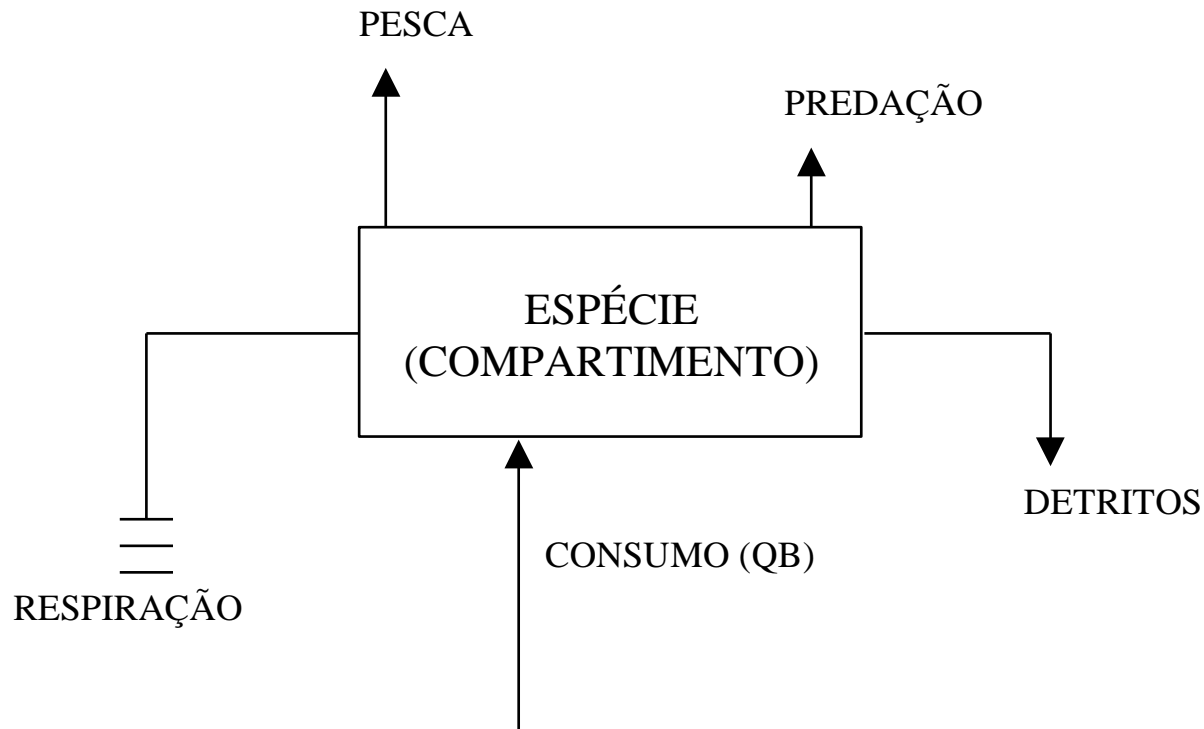 PESCA
PREDAÇÃO
ESPÉCIE
(COMPARTIMENTO)
DETRITOS
CONSUMO (QB)
RESPIRAÇÃO